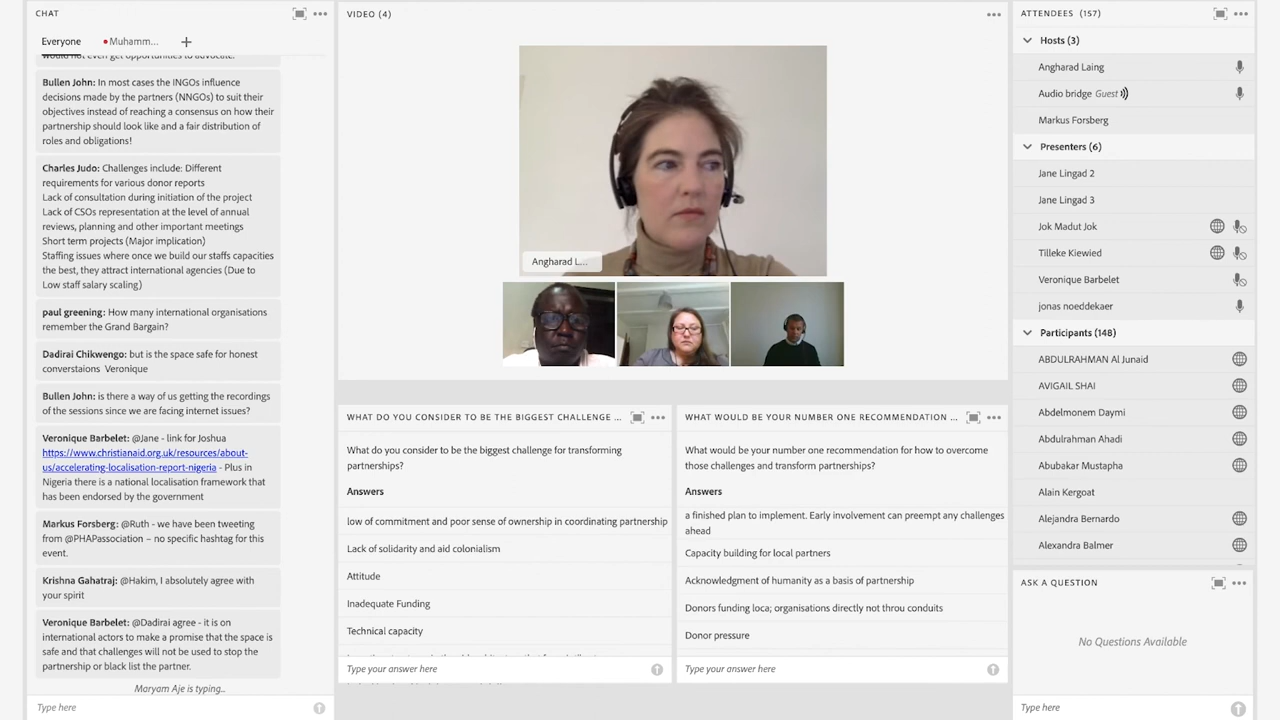 CHAT
Everyone
Muhamm...
would not even get opportunities to advocate.
Bullen John: In most cases the INGOs influence
decisions made by the partners (NNGOs) to suit their
objectives instead of reaching a consensus on how their
partnership should look like and a fair distribution of
roles and obligations!
Charles Judo: Challenges include: Different
requirements for various donor reports
Lack of consultation during initiation of the project
Lack of CSOs representation at the level of annual
reviews, planning and other important meetings
Short term projects (Major implication)
Staffing issues where once we build our staffs capacities
the best, they attract international agencies (Due to
Low staff salary scaling)
paul greening: How many international organisations
remember the Grand Bargain?
Dadirai Chikwengo: but is the space safe for honest
converstaions Veronique
Bullen John: is there a way of us getting the recordings
of the sessions since we are facing internet issues?
Veronique Barbelet: @Jane - link for Joshua
https://www.christianaid.org.uk/resources/about-
us/accelerating-localisation-report-nigeria - Plus in
Nigeria there is a national localisation framework that
has been endorsed by the government
Markus Forsberg: @Ruth - we have been tweeting
from @PHAPassociation – no specific hashtag for this
event.
Krishna Gahatraj: @Hakim, I absolutely agree with
your spirit
Veronique Barbelet: @Dadirai agree - it is on
international actors to make a promise that the space is
safe and that challenges will not be used to stop the
partnership or black list the partner.
Maryam Aje is typing..
Type here
VIDEO (4)
Angharad L...
WHAT DO YOU CONSIDER TO BE THE BIGGEST CHALLENGE ...
What do you consider to be the biggest challenge for transforming
partnerships?
Answers
low of commitment and poor sense of ownership in coordinating partnership
Lack of solidarity and aid colonialism
Attitude
Inadequate Funding
Technical capacity
Type your answer here
WHAT WOULD BE YOUR NUMBER ONE RECOMMENDATION ...
What would be your number one recommendation for how to overcome
those challenges and transform partnerships?
Answers
a finished plan to implement. Early involvement can preempt any challenges
ahead
Capacity building for local partners
Acknowledgment of humanity as a basis of partnership
Donors funding loca; organisations directly not throu conduits
Donor pressure
Type your answer here
ATTENDEES (157)
Hosts (3)
Angharad Laing
Audio bridge Guest
Markus Forsberg
Presenters (6)
Jane Lingad 2
Jane Lingad 3
Jok Madut Jok
Tilleke Kiewied
Veronique Barbelet
jonas noeddekaer
Participants (148)
ABDULRAHMAN Al Junaid
AVIGAIL SHAI
Abdelmonem Daymi
Abdulrahman Ahadi
Abubakar Mustapha
Alain Kergoat
Alejandra Bernardo
Alexandra Balmer
ASK A QUESTION
No Questions Available
Type here